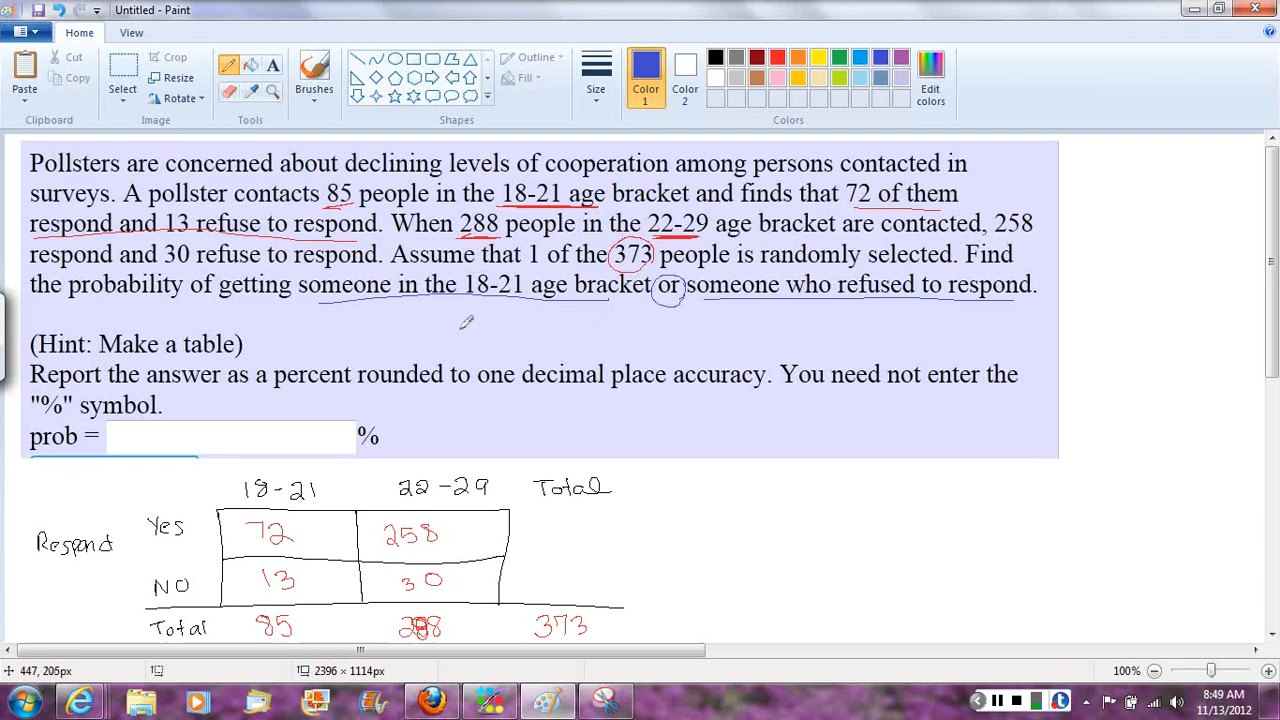 Untitled - Paint
Home View
Paste
Cut
Copy
Clipboard
Select
Crop
Resize
Rotate
Image
A
Tools
Brushes
Outline
Fill
Shapes
Size
Color 1
Color 2
Edit colors
Colors
Pollsters are concerned about declining levels of cooperation among persons contacted in
surveys. A pollster contacts 85 people in the 18-21 age bracket and finds that 72 of them
respond and 13 refuse to respond. When 288 people in the 22-29 age bracket are contacted, 258
respond and 30 refuse to respond. Assume that 1 of the 373 people is randomly selected. Find
the probability of getting someone in the 18-21 age bracket or someone who refused to respond.
(Hint: Make a table)
Report the answer as a percent rounded to one decimal place accuracy. You need not enter the
"%" symbol.
prob = %
18-21 22-29 Total
Respond Yes 72 258
NO 13 30
Total 85 288 373
447, 205px 2396 × 1114px 100%
8:49 AM
11/13/2012